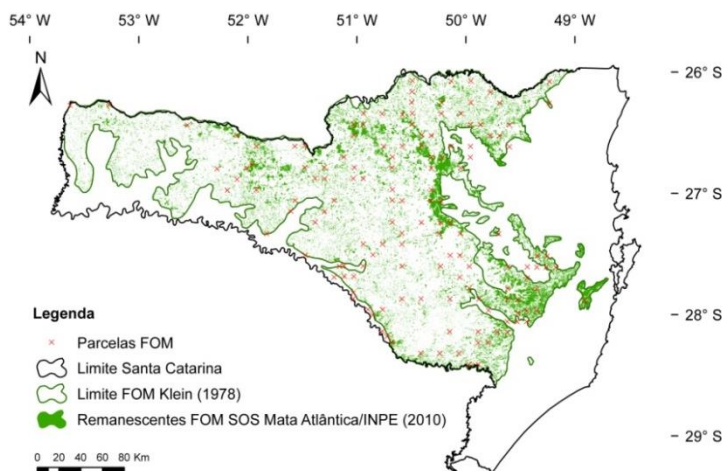 54° W 53° W 52° W 51° W 50° W 49° W
N
26° S
27° S
28° S
29° S
Legenda
Parcelas FOM
Limite Santa Catarina
Limite FOM Klein (1978)
Remanescentes FOM SOS Mata Atlântica/INPE (2010)
0 20 40 60 80 Km